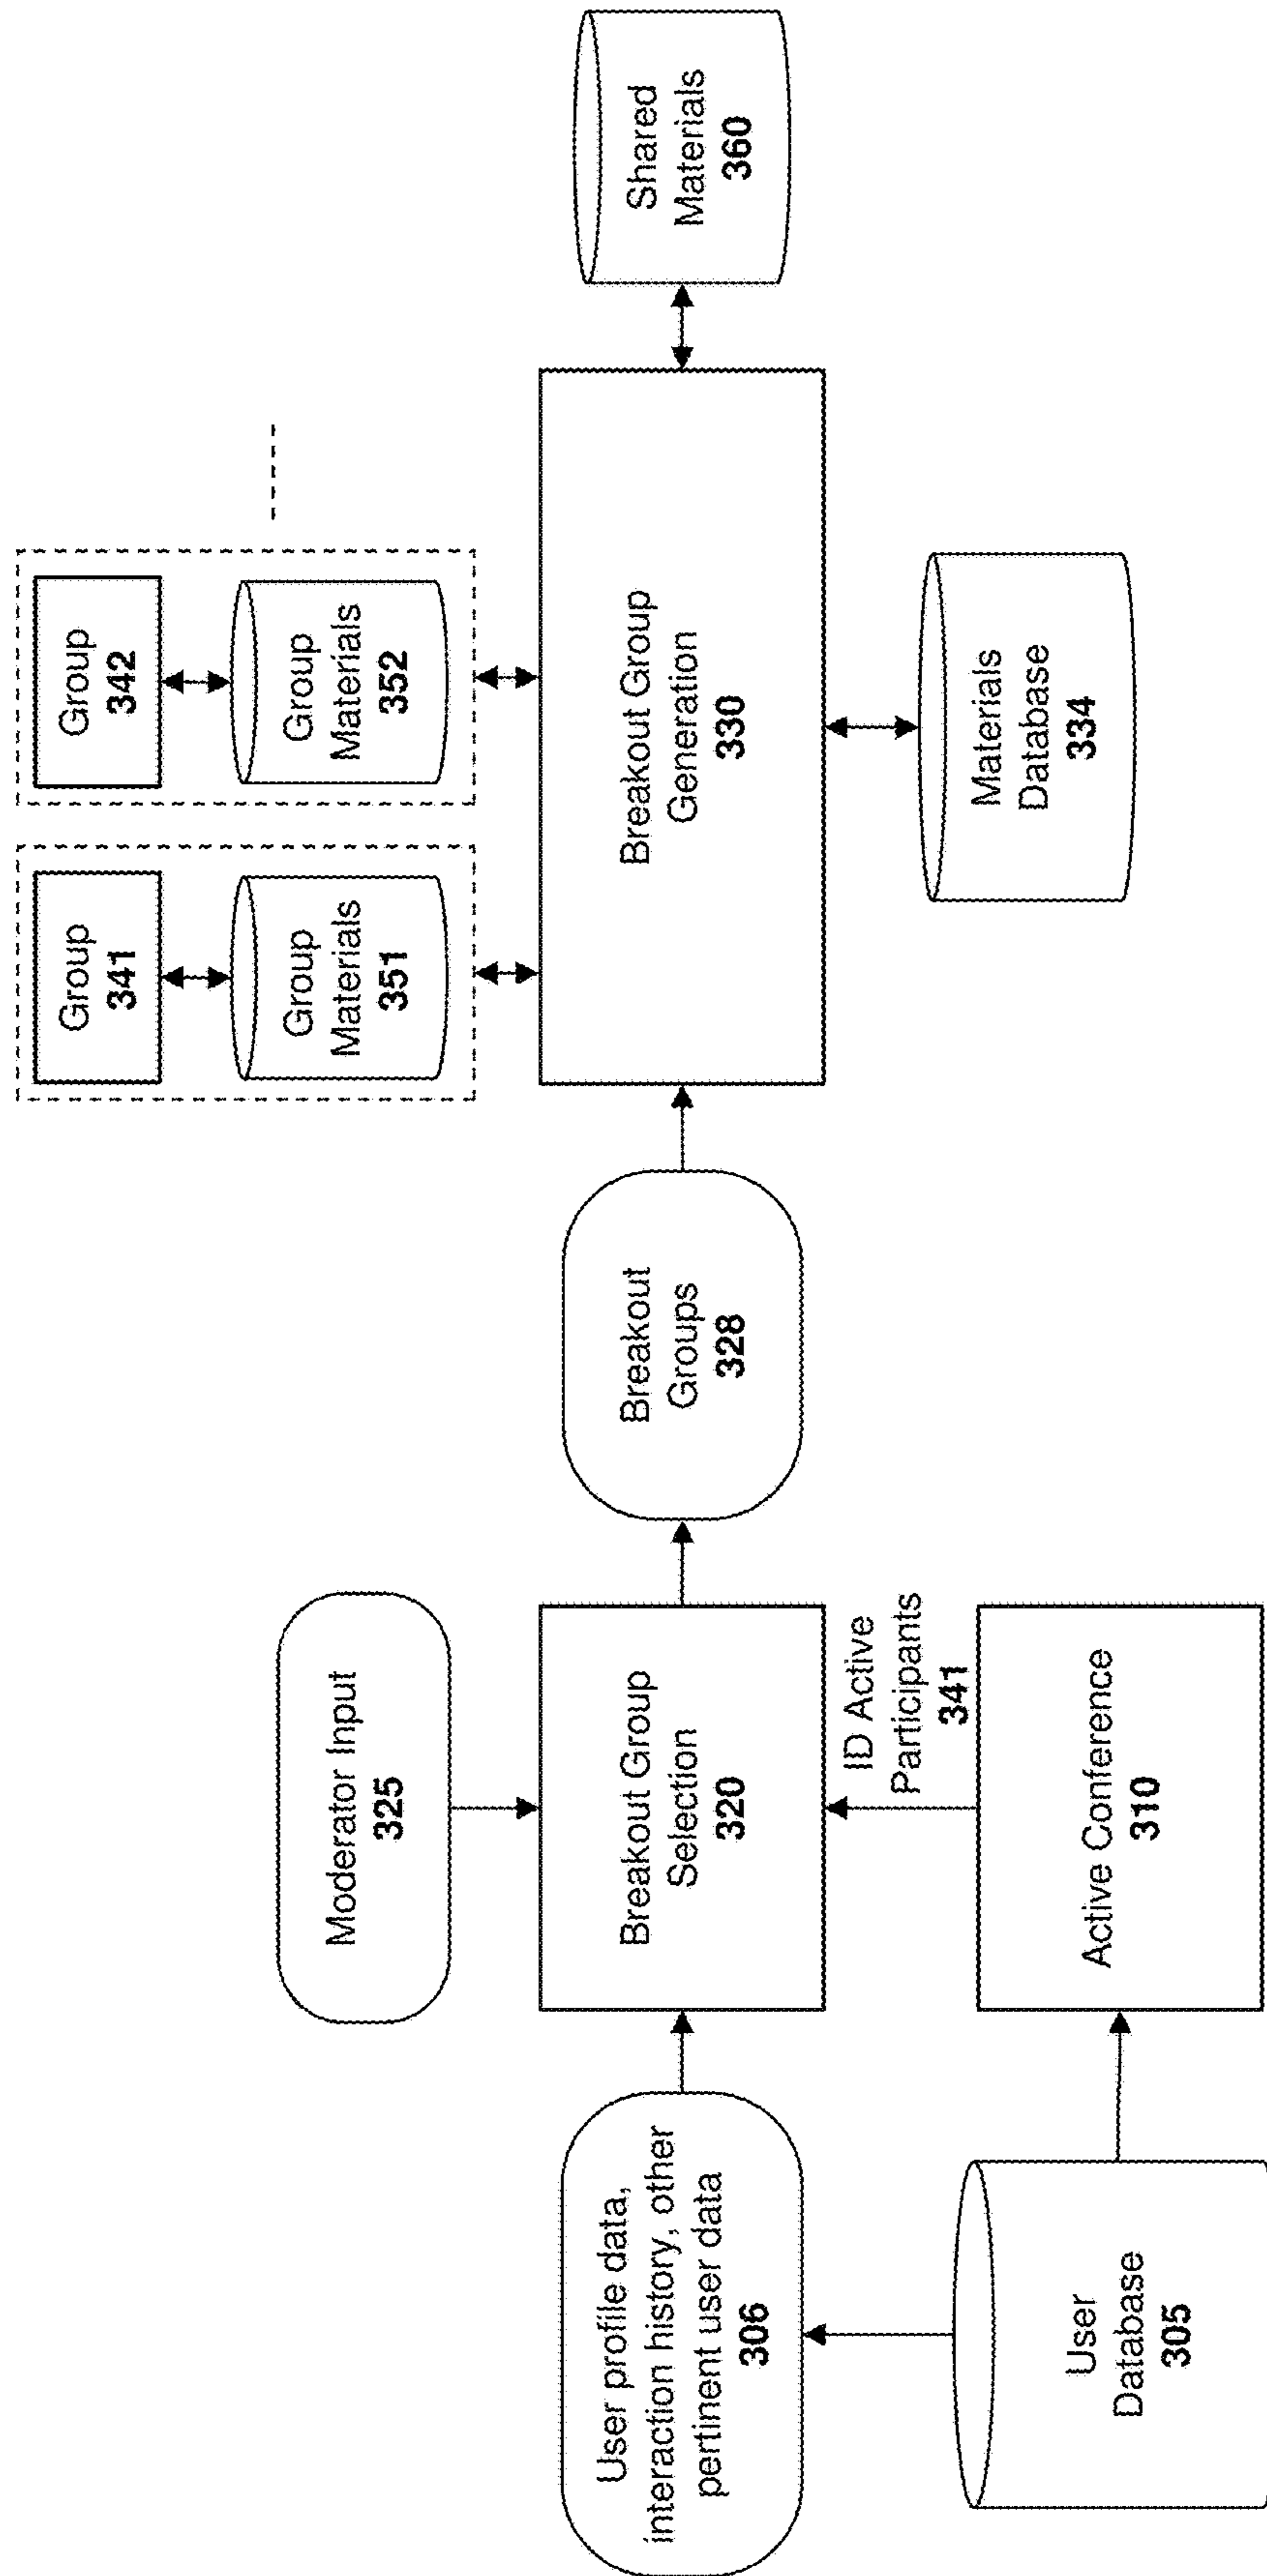 User profile data,
interaction history, other
pertinent user data
306
User
Database
305
Moderator Input
325
Breakout Group
Selection
320
ID Active
Participants
341
Active Conference
310
Breakout
Groups
328
Group
341
Group
Materials
351
Group
342
Group
Materials
352
Breakout Group
Generation
330
Materials
Database
334
Shared
Materials
360